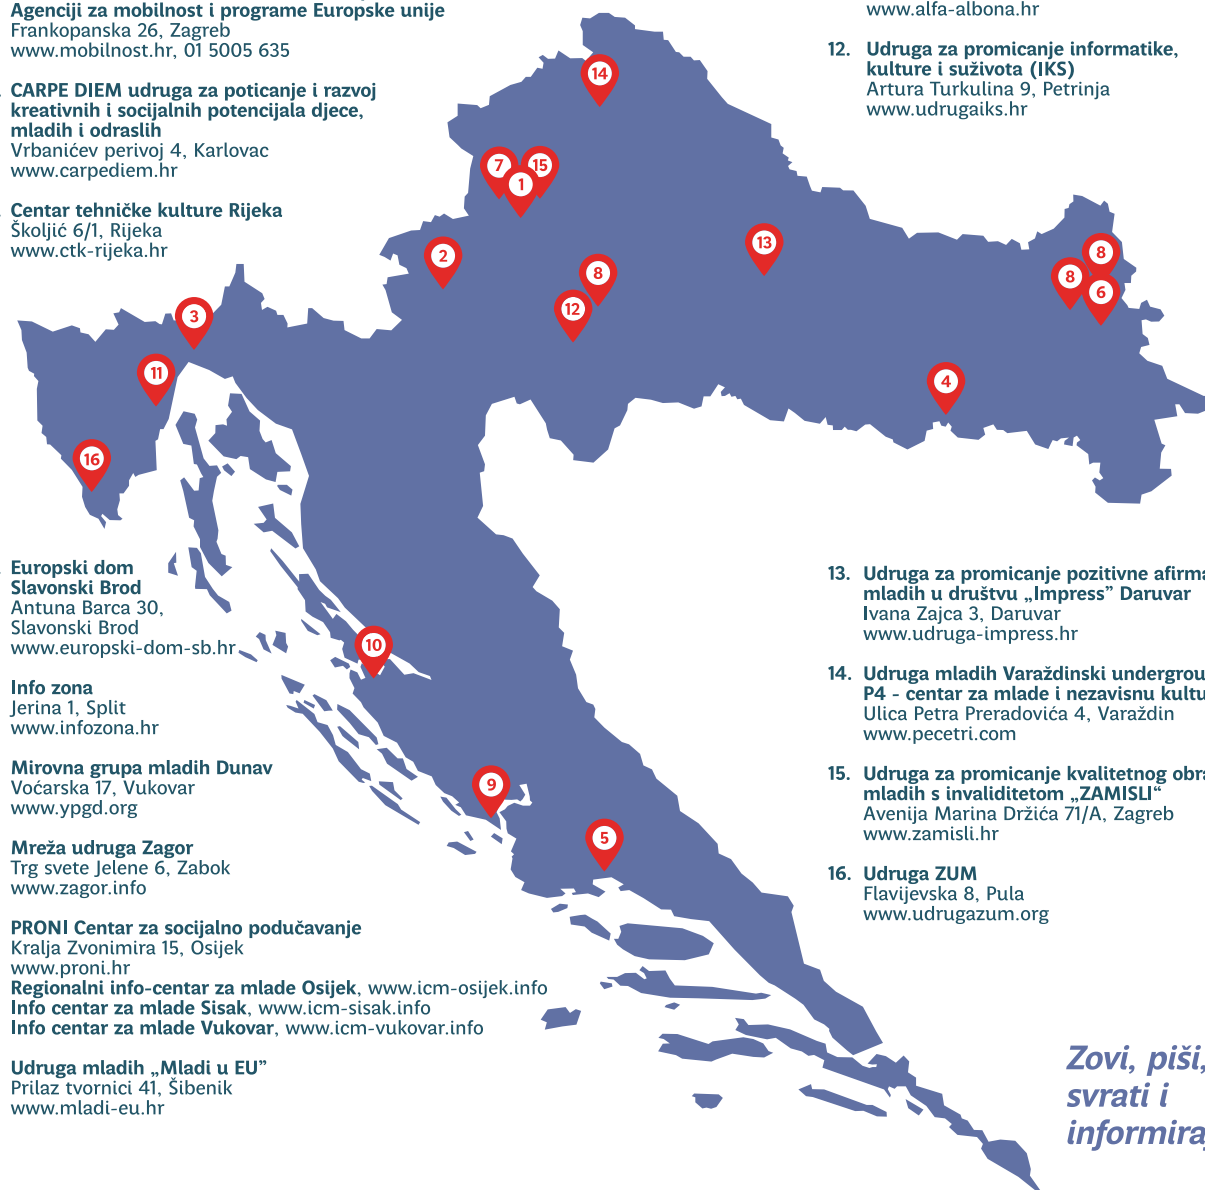 Agenciji za mobilnost i programe Europske unije
Frankopanska 26, Zagreb
www.mobilnost.hr, 01 5005 635
CARPE DIEM udruga za poticanje i razvoj
kreativnih i socijalnih potencijala djece,
mladih i odraslih
Vrbanićev perivoj 4, Karlovac
www.carpediem.hr
Centar tehničke kulture Rijeka
Školjić 6/1, Rijeka
www.ctk-rijeka.hr
Europski dom
Slavonski Brod
Antuna Barca 30,
Slavonski Brod
www.europski-dom-sb.hr
Info zona
Jerina 1, Split
www.infozona.hr
Mirovna grupa mladih Dunav
Voćarska 17, Vukovar
www.ypgd.org
Mreža udruga Zagor
Trg svete Jelene 6, Zabok
www.zagor.info
PRONI Centar za socijalno podučavanje
Kralja Zvonimira 15, Osijek
www.proni.hr
Regionalni info-centar za mlade Osijek, www.icm-osijek.info
Info centar za mlade Sisak, www.icm-sisak.info
Info centar za mlade Vukovar, www.icm-vukovar.info
Udruga mladih „Mladi u EU”
Prilaz tvornici 41, Šibenik
www.mladi-eu.hr
www.alfa-albona.hr
12. Udruga za promicanje informatike,
kulture i suživota (IKS)
Artura Turkulina 9, Petrinja
www.udrugaiks.hr
13. Udruga za promicanje pozitivne afirma
mladih u društvu „Impress” Daruvar
Ivana Zajca 3, Daruvar
www.udruga-impress.hr
14. Udruga mladih Varaždinski undergrou
P4 - centar za mlade i nezavisnu kultu
Ulica Petra Preradovića 4, Varaždin
www.pecetri.com
15. Udruga za promicanje kvalitetnog obra
mladih s invaliditetom „ZAMISLI“
Avenija Marina Držića 71/A, Zagreb
www.zamisli.hr
16. Udruga ZUM
Flavijevska 8, Pula
www.udrugazum.org
Zovi, piši,
svrati i
informira
14
7
15
1
2
8
12
13
8
8
6
3
11
4
16
10
9
5